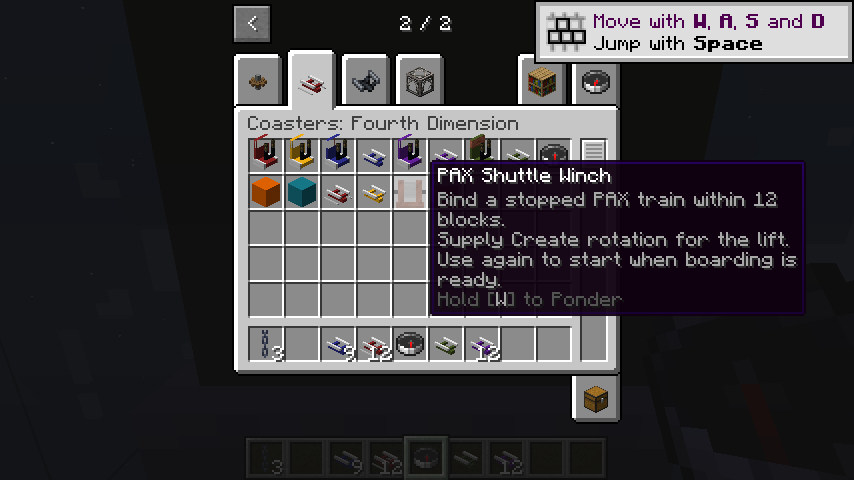 2 / 2
Move with W, A, S and D
Jump with Space
Coasters: Fourth Dimension
PAX Shuttle Winch
Bind a stopped PAX train within 12
blocks.
Supply Create rotation for the lift.
Use again to start when boarding is
ready.
Hold [W] to Ponder
3
9
12
12
3
9
12
12